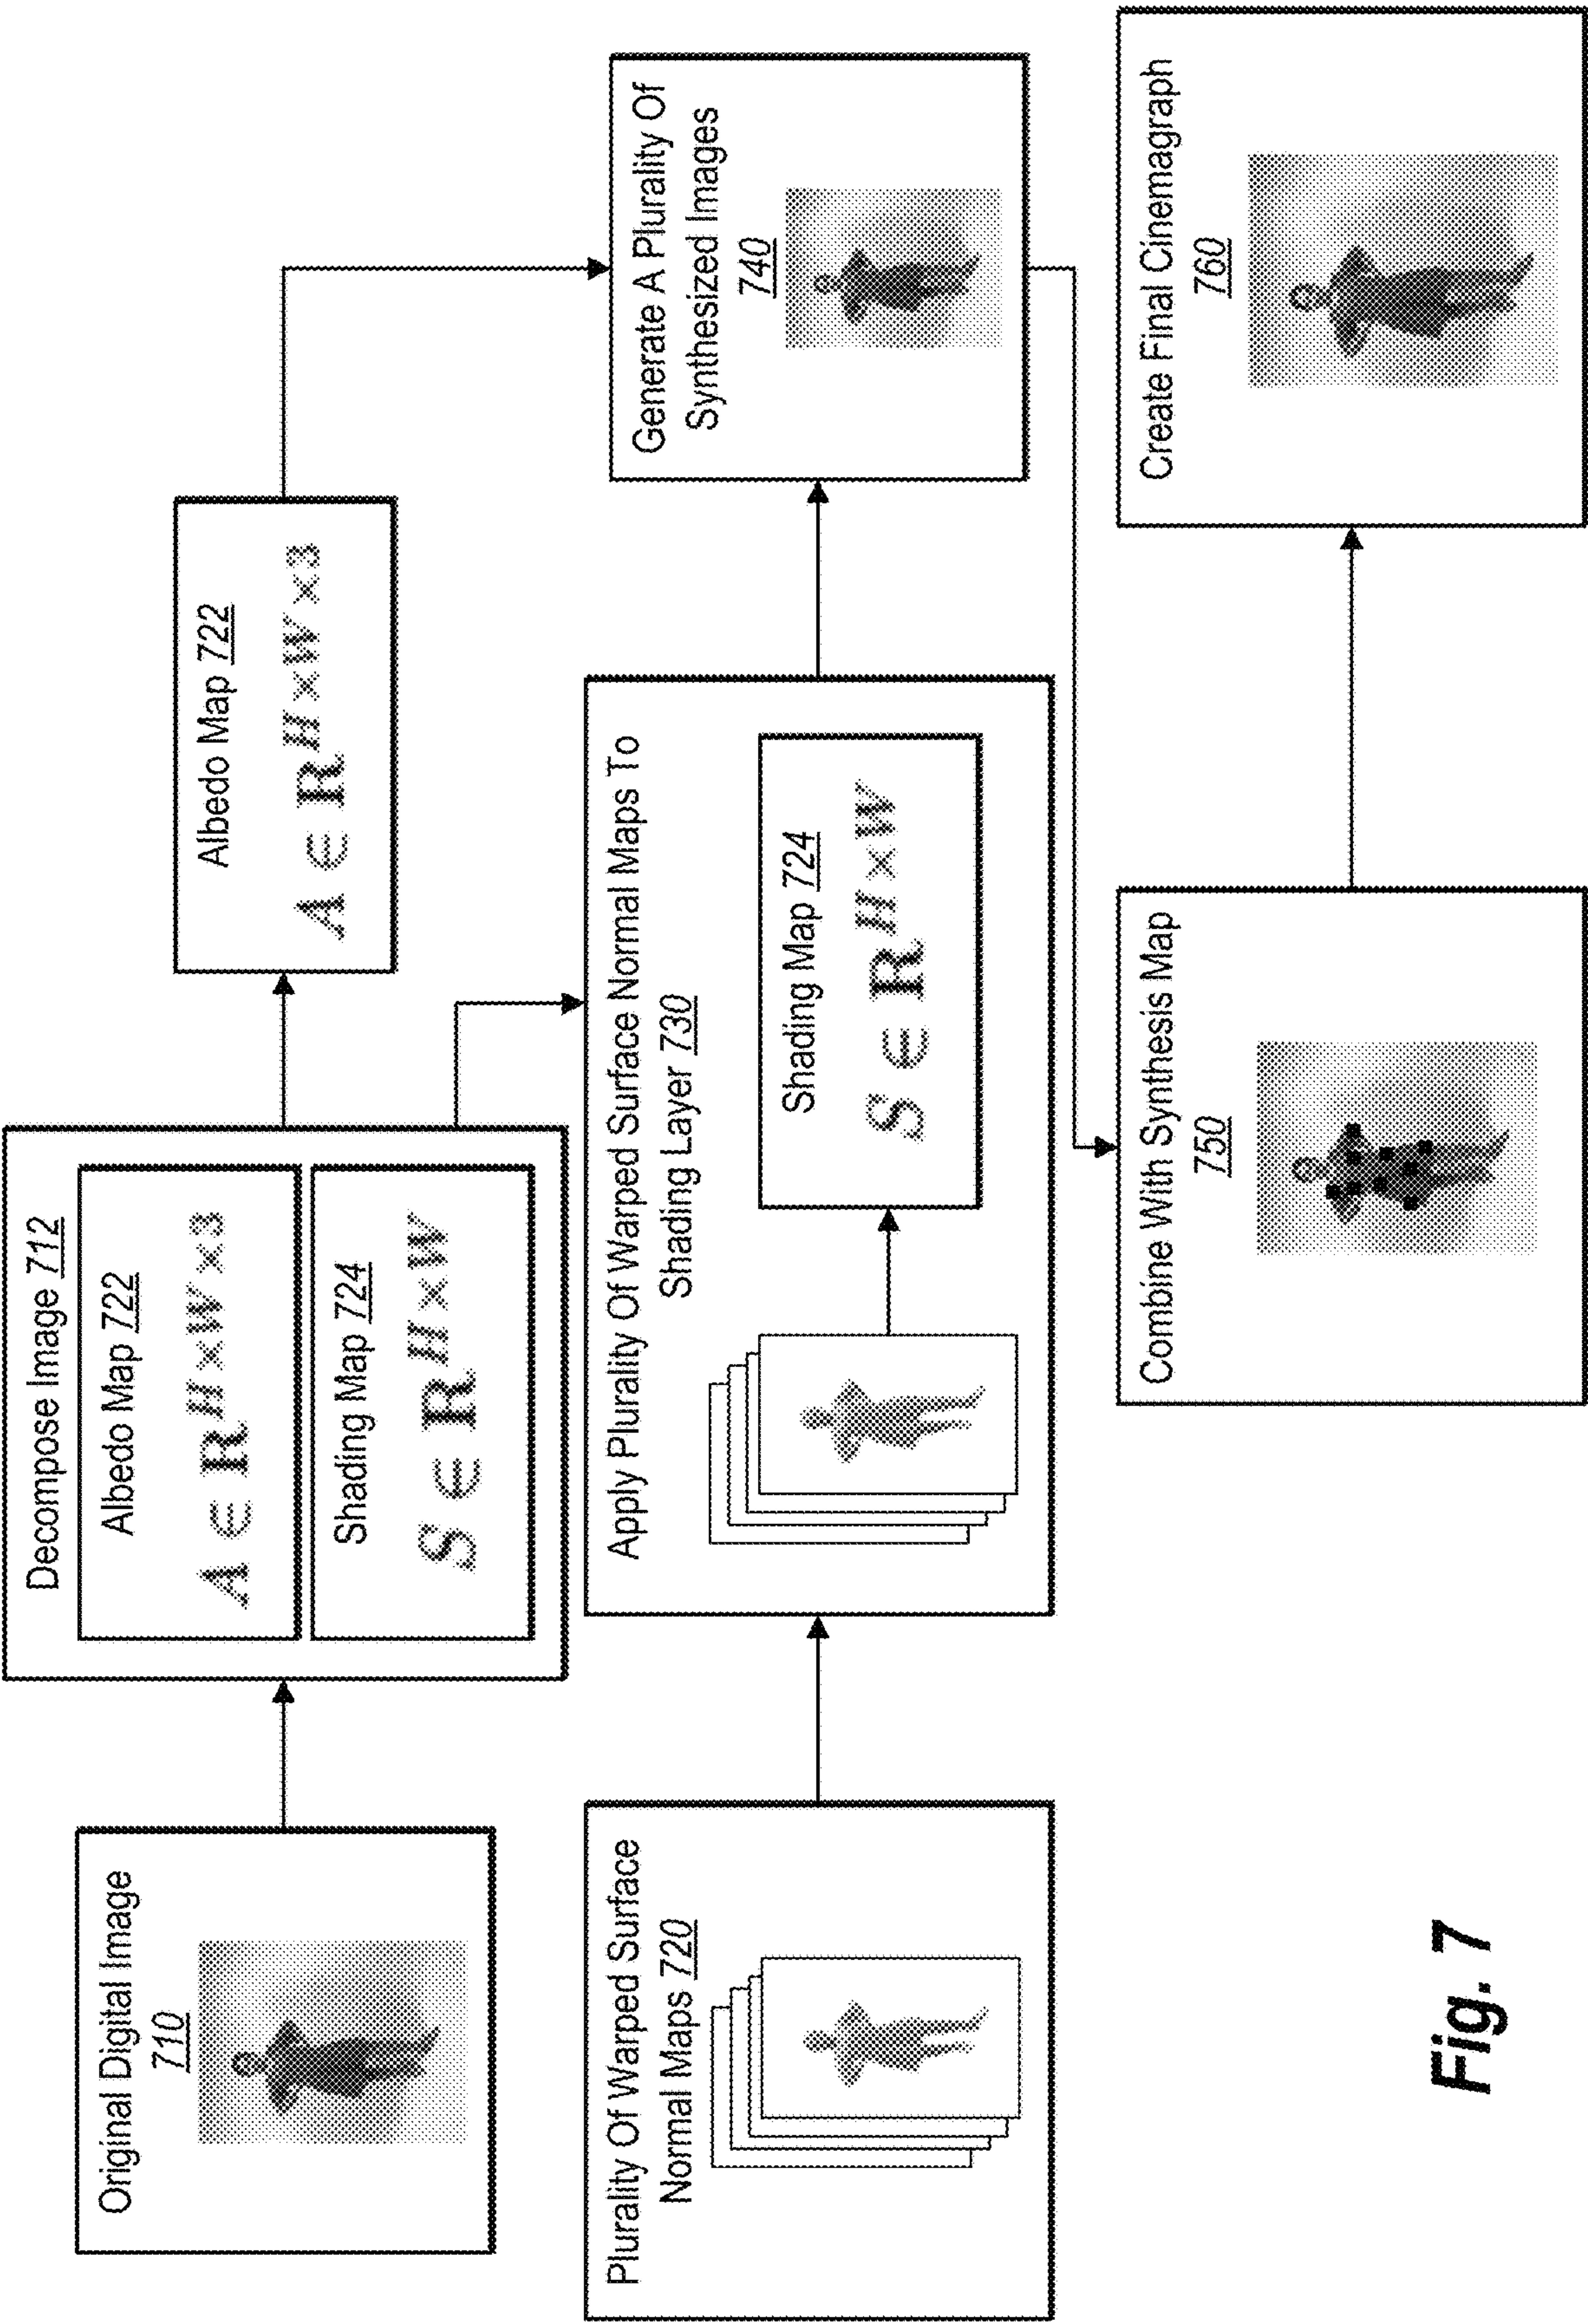 Original Digital Image
710
Decompose Image 712
Albedo Map 722
A ∈ R^{H×W×3}
Shading Map 724
S ∈ R^{H×W}
Albedo Map 722
A ∈ R^{H×W×3}
Plurality Of Warped Surface
Normal Maps 720
Apply Plurality Of Warped Surface Normal Maps To
Shading Layer 730
Shading Map 724
S ∈ R^{H×W}
Generate A Plurality Of
Synthesized Images
740
Combine With Synthesis Map
750
Create Final Cinemagraph
760
Fig. 7